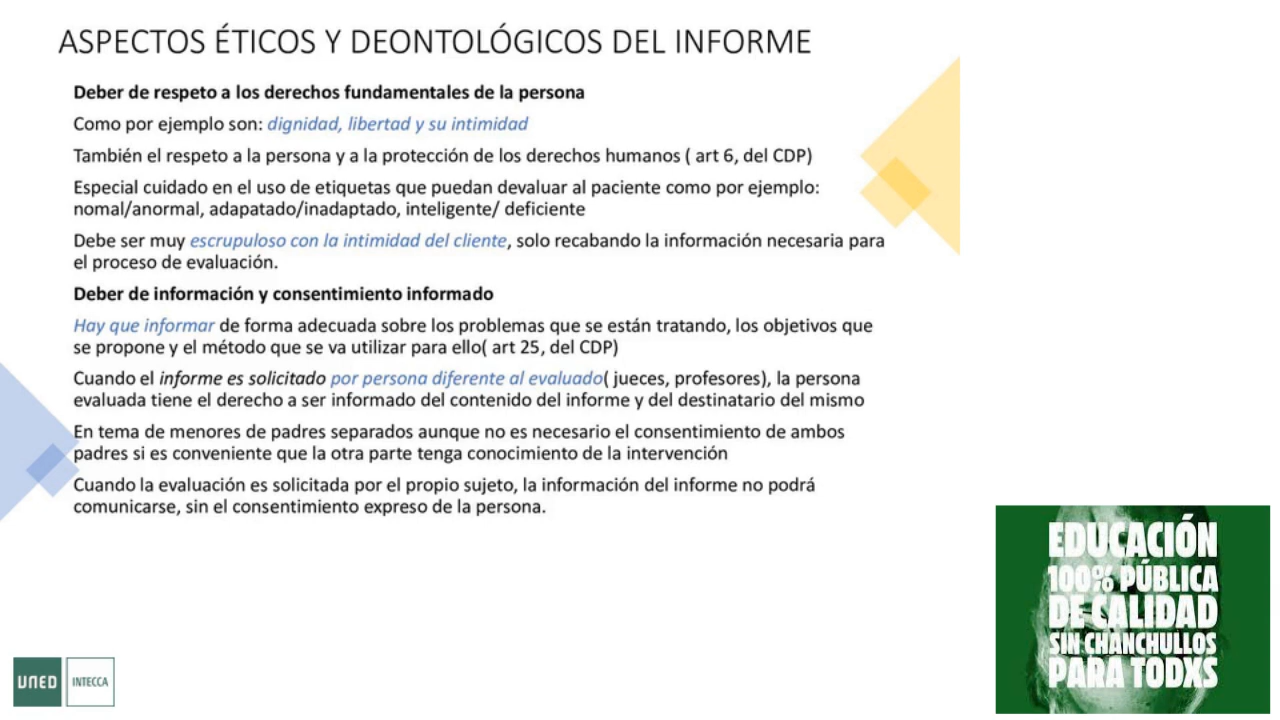 ASPECTOS ÉTICOS Y DEONTOLÓGICOS DEL INFORME
Deber de respeto a los derechos fundamentales de la persona
Como por ejemplo son: dignidad, libertad y su intimidad
También el respeto a la persona y a la protección de los derechos humanos ( art 6, del CDP)
Especial cuidado en el uso de etiquetas que puedan devaluar al paciente como por ejemplo:
nomal/anormal, adapatado/inadaptado, inteligente/ deficiente
Debe ser muy escrupuloso con la intimidad del cliente, solo recabando la información necesaria para
el proceso de evaluación.
Deber de información y consentimiento informado
Hay que informar de forma adecuada sobre los problemas que se están tratando, los objetivos que
se propone y el método que se va utilizar para ello( art 25, del CDP)
Cuando el informe es solicitado por persona diferente al evaluado( jueces, profesores), la persona
evaluada tiene el derecho a ser informado del contenido del informe y del destinatario del mismo
En tema de menores de padres separados aunque no es necesario el consentimiento de ambos
padres si es conveniente que la otra parte tenga conocimiento de la intervención
Cuando la evaluación es solicitada por el propio sujeto, la información del informe no podrá
comunicarse, sin el consentimiento expreso de la persona.
EDUCACIÓN
100% PÚBLICA
DE CALIDAD
SIN CHANCHULLOS
PARA TODXS
UNED INTECCA